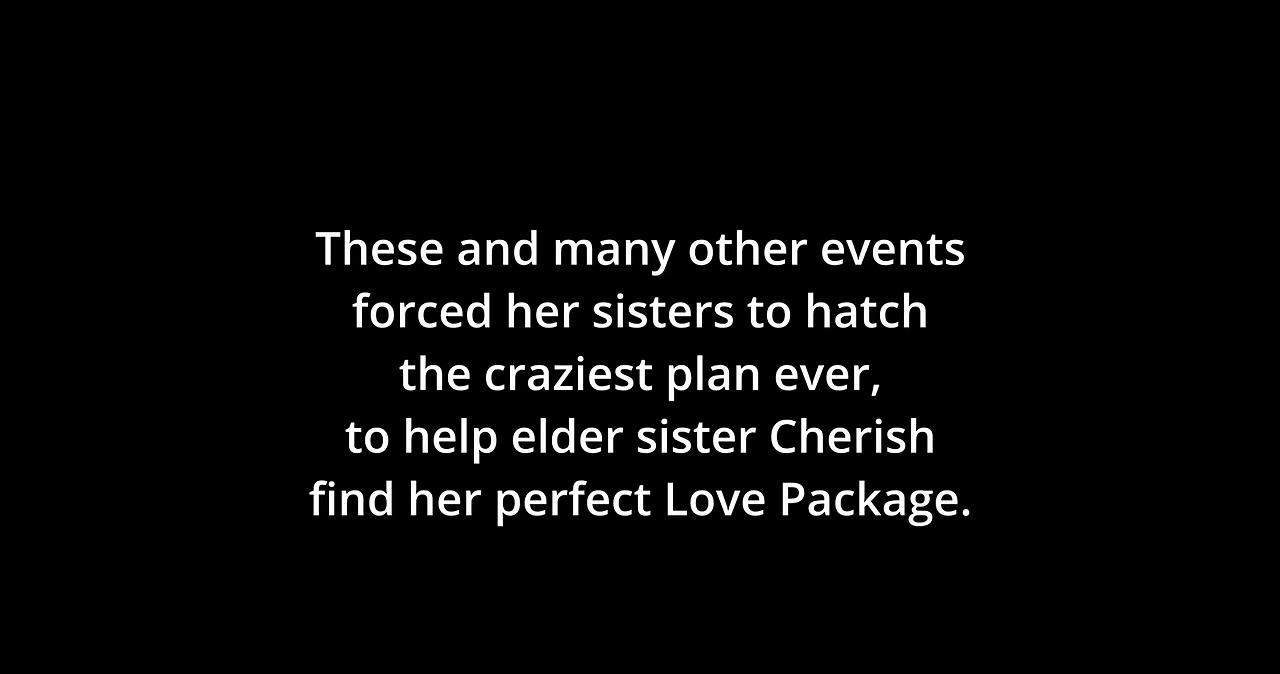 These and many other events
forced her sisters to hatch
the craziest plan ever,
to help elder sister Cherish
find her perfect Love Package.